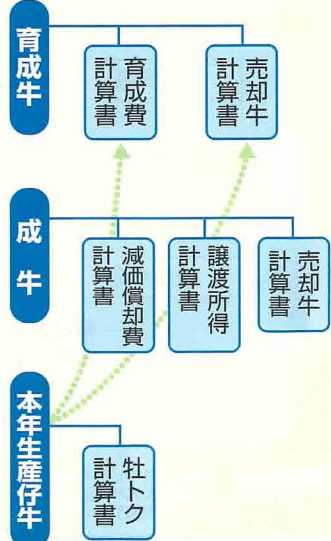 育成牛
育成費
計算書
売却牛
計算書
成牛
減価償却費
計算書
譲渡所得
計算書
売却牛
計算書
本年生産仔牛
牡トク
計算書